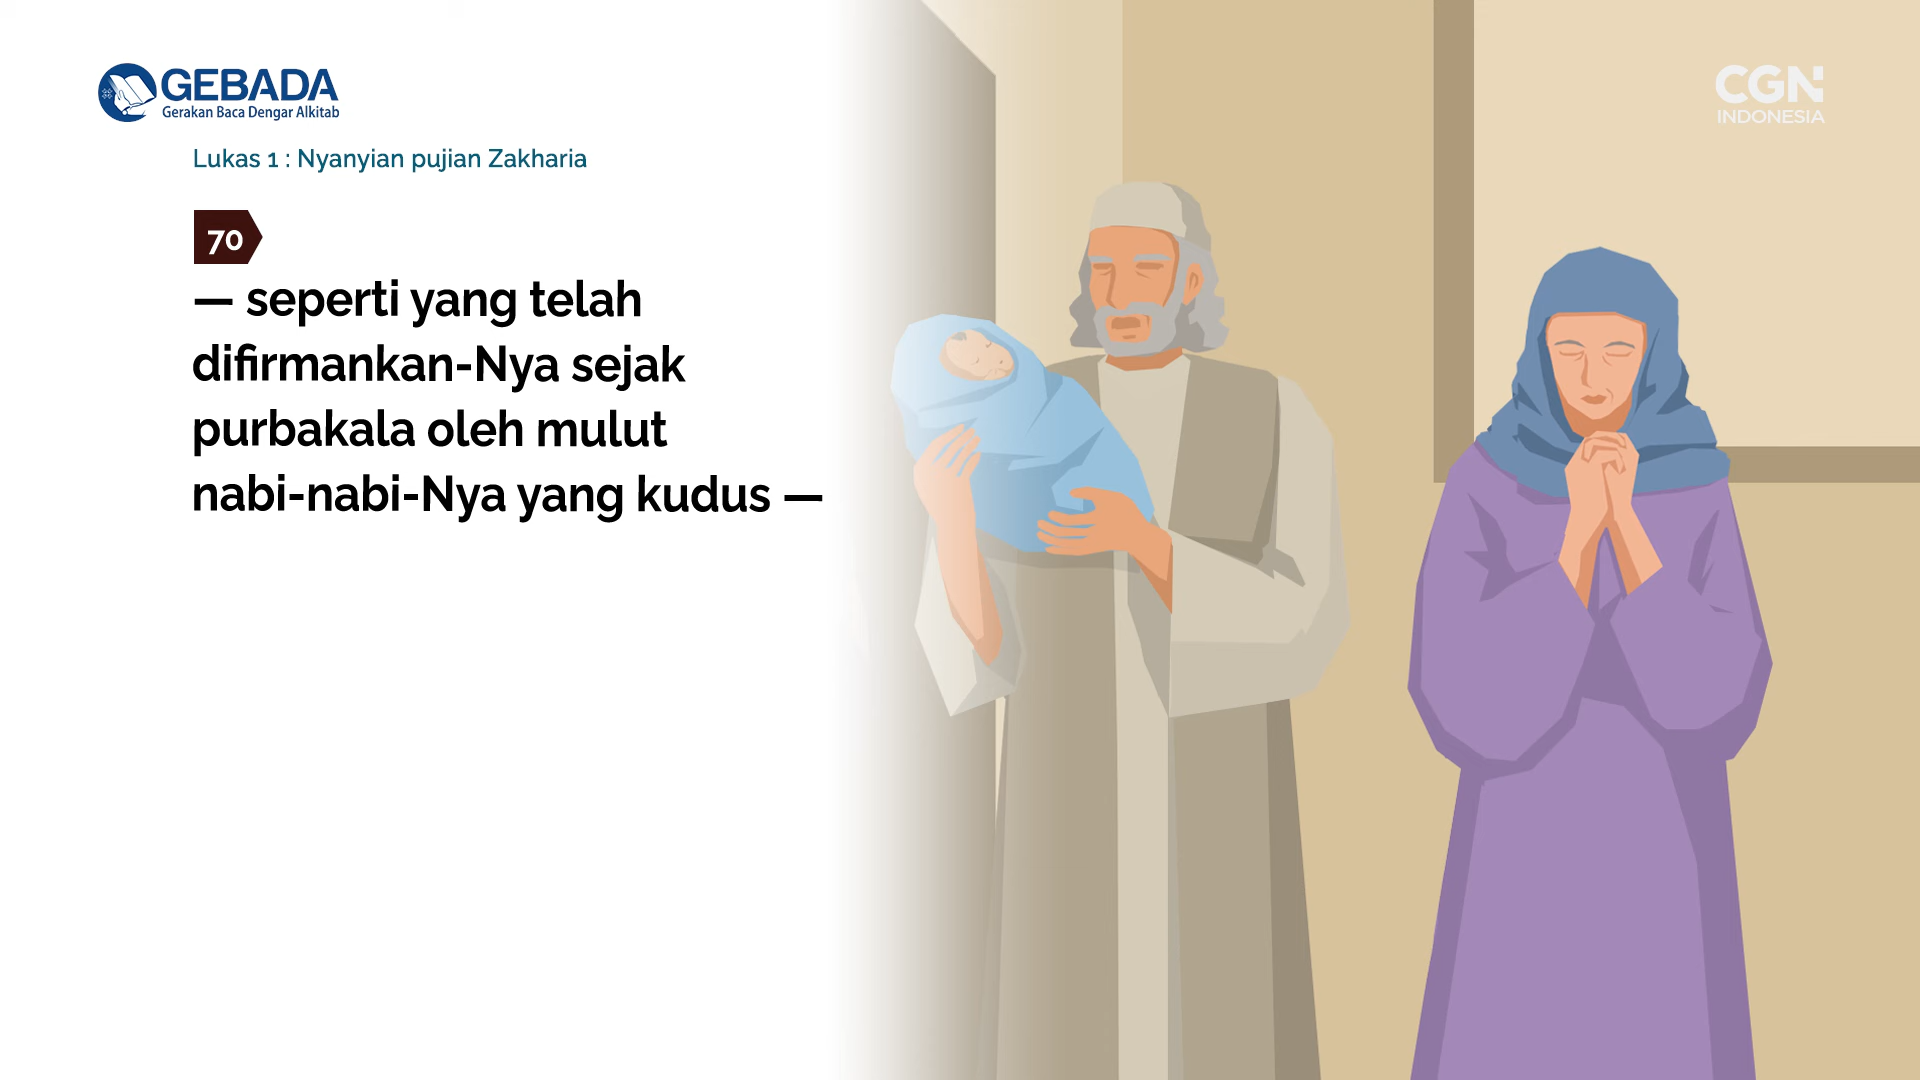 GEBADA
Gerakan Baca Dengar Alkitab
CGN
INDONESIA
Lukas 1 : Nyanyian pujian Zakharia
70
— seperti yang telah
difirmankan-Nya sejak
purbakala oleh mulut
nabi-nabi-Nya yang kudus —